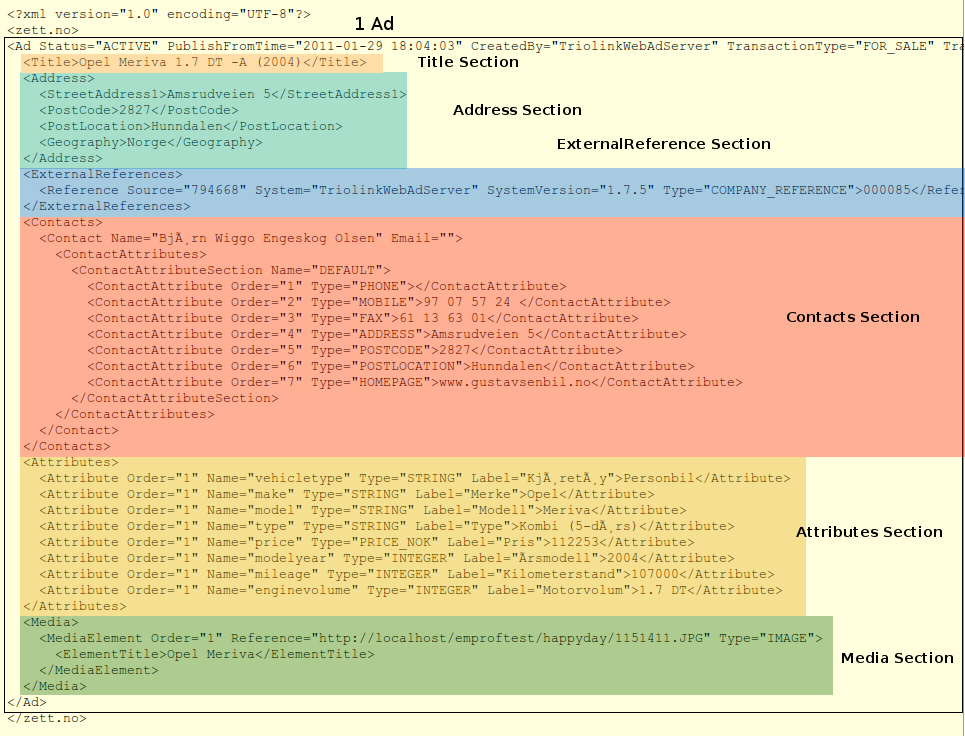 <?xml version="1.0" encoding="UTF-8"?>
1 Ad
<zett.no>
<Ad Status="ACTIVE" PublishFromTime="2011-01-29 18:04:03" CreatedBy="TriolinkWebAdServer" TransactionType="FOR_SALE" Tra
<Title>Opel Meriva 1.7 DT -A (2004)</Title>
Title Section
<Address>
<StreetAddress1>Amsrudveien 5</StreetAddress1>
<PostCode>2827</PostCode>
Address Section
<PostLocation>Hunndalen</PostLocation>
<Geography>Norge</Geography>
ExternalReference Section
</Address>
<ExternalReferences>
<Reference Source="794668" System="TriolinkWebAdServer" SystemVersion="1.7.5" Type="COMPANY_REFERENCE">000085</Refer
</ExternalReferences>
<Contacts>
<Contact Name="BjÃ¸rn Wiggo Engeskog Olsen" Email="">
<ContactAttributes>
<ContactAttributeSection Name="DEFAULT">
<ContactAttribute Order="1" Type="PHONE"></ContactAttribute>
<ContactAttribute Order="2" Type="MOBILE">97 07 57 24 </ContactAttribute>
<ContactAttribute Order="3" Type="FAX">61 13 63 01</ContactAttribute>
Contacts Section
<ContactAttribute Order="4" Type="ADDRESS">Amsrudveien 5</ContactAttribute>
<ContactAttribute Order="5" Type="POSTCODE">2827</ContactAttribute>
<ContactAttribute Order="6" Type="POSTLOCATION">Hunndalen</ContactAttribute>
<ContactAttribute Order="7" Type="HOMEPAGE">www.gustavsenbil.no</ContactAttribute>
</ContactAttributeSection>
</ContactAttributes>
</Contact>
</Contacts>
<Attributes>
<Attribute Order="1" Name="vehicletype" Type="STRING" Label="KjÃ¸retÃ¸y">Personbil</Attribute>
<Attribute Order="1" Name="make" Type="STRING" Label="Merke">Opel</Attribute>
<Attribute Order="1" Name="model" Type="STRING" Label="Modell">Meriva</Attribute>
<Attribute Order="1" Name="type" Type="STRING" Label="Type">Kombi (5-dÃ¸rs)</Attribute>
Attributes Section
<Attribute Order="1" Name="price" Type="PRICE_NOK" Label="Pris">112253</Attribute>
<Attribute Order="1" Name="modelyear" Type="INTEGER" Label="Ãrsmodell">2004</Attribute>
<Attribute Order="1" Name="mileage" Type="INTEGER" Label="Kilometerstand">107000</Attribute>
<Attribute Order="1" Name="enginevolume" Type="INTEGER" Label="Motorvolum">1.7 DT</Attribute>
</Attributes>
<Media>
<MediaElement Order="1" Reference="http://localhost/emproftest/happyday/1151411.JPG" Type="IMAGE">
<ElementTitle>Opel Meriva</ElementTitle>
Media Section
</MediaElement>
</Media>
</Ad>
</zett.no>